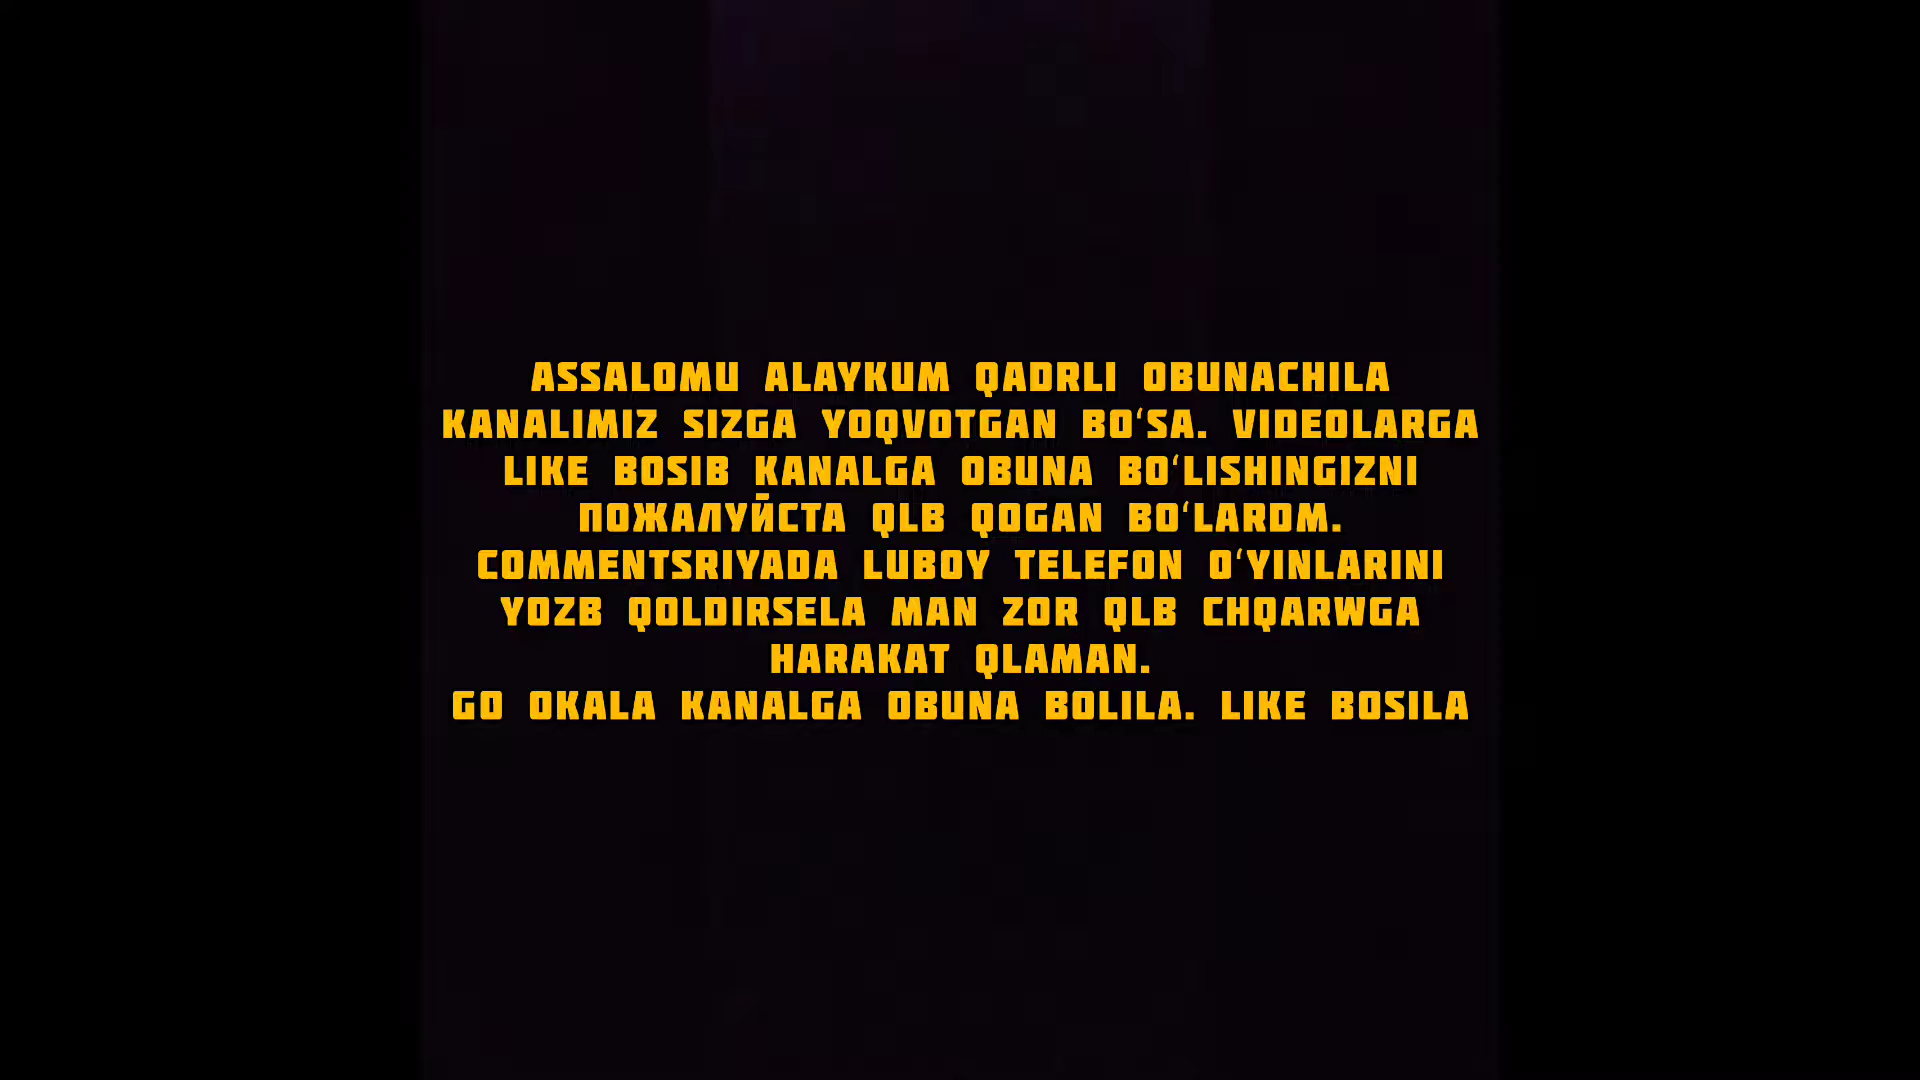 ASSALOMU ALAYKUM QADRLI OBUNACHILA
KANALIMIZ SIZGA YOQVOTGAN BO‘SA. VIDEOLARGA
LIKE BOSIB KANALGA OBUNA BO‘LISHINGIZNI
ПОЖАЛУЙСТА QLB QOGAN BO‘LARDM.
COMMENTSRIYADA LUBOY TELEFON O‘YINLARINI
YOZB QOLDIRSELA MAN ZOR QLB CHQARWGA
HARAKAT QLAMAN.
GO OKALA KANALGA OBUNA BOLILA. LIKE BOSILA